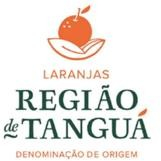 LARANJAS
REGIÃO
de TANGUÁ
DENOMINAÇÃO DE ORIGEM